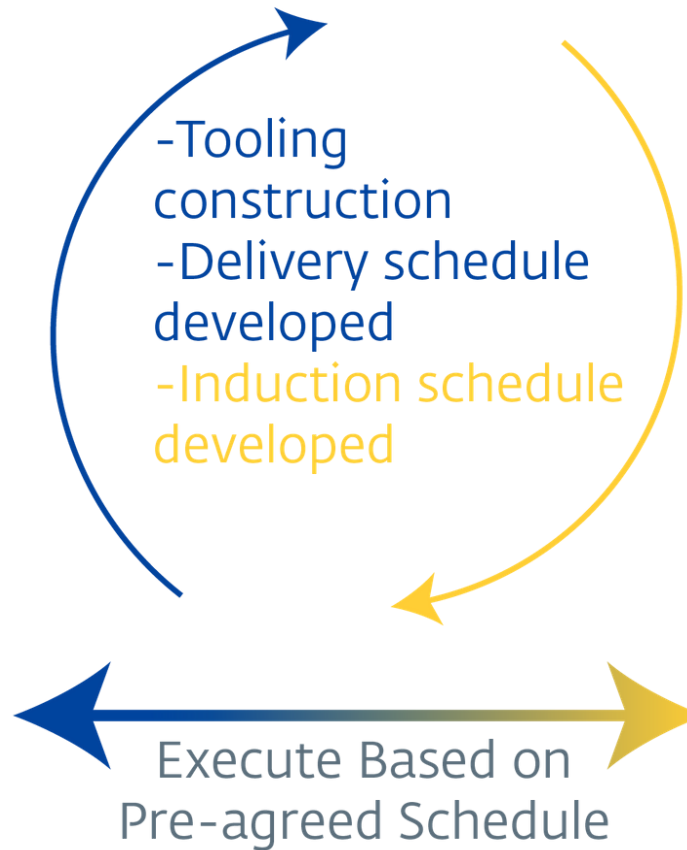 -Tooling
construction
-Delivery schedule
developed
-Induction schedule
developed
Execute Based on
Pre-agreed Schedule